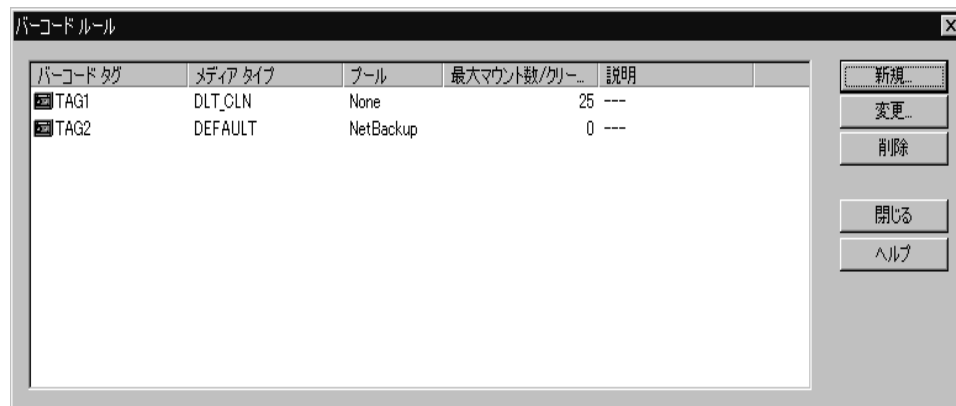 バーコード ルール
バーコード タグ メディア タイプ プール 最大マウント数/クリー... 説明
TAG1 DLT_CLN None 25 ---
TAG2 DEFAULT NetBackup 0 ---
新規...
変更...
削除
閉じる
ヘルプ